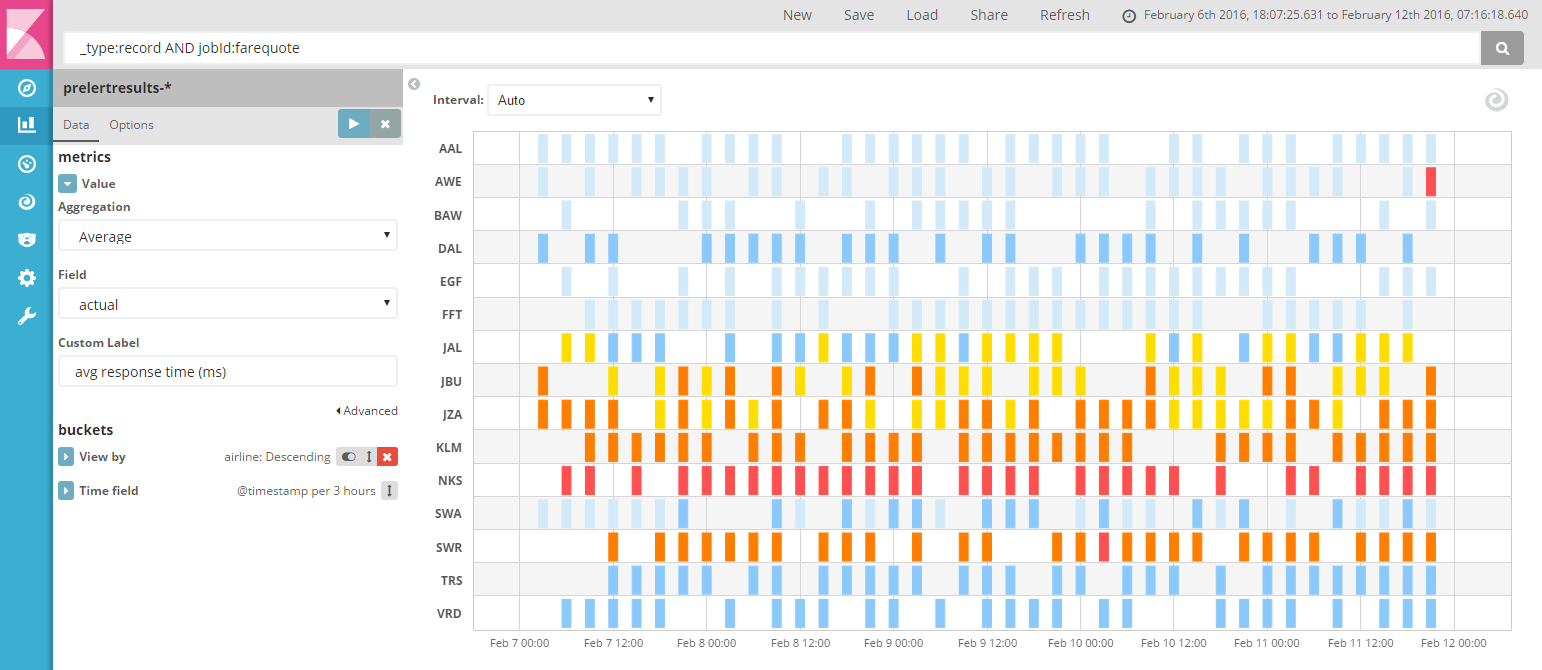 New Save Load Share Refresh February 6th 2016, 18:07:25.631 to February 12th 2016, 07:16:18.640
_type:record AND jobId:farequote
prelertresults-*
Data Options
metrics
Value
Aggregation
Average
Field
actual
Custom Label
avg response time (ms)
Advanced
buckets
View by airline: Descending
Time field @timestamp per 3 hours
Interval: Auto
AAL
AWE
BAW
DAL
EGF
FFT
JAL
JBU
JZA
KLM
NKS
SWA
SWR
TRS
VRD
Feb 7 00:00 Feb 7 12:00 Feb 8 00:00 Feb 8 12:00 Feb 9 00:00 Feb 9 12:00 Feb 10 00:00 Feb 10 12:00 Feb 11 00:00 Feb 11 12:00 Feb 12 00:00